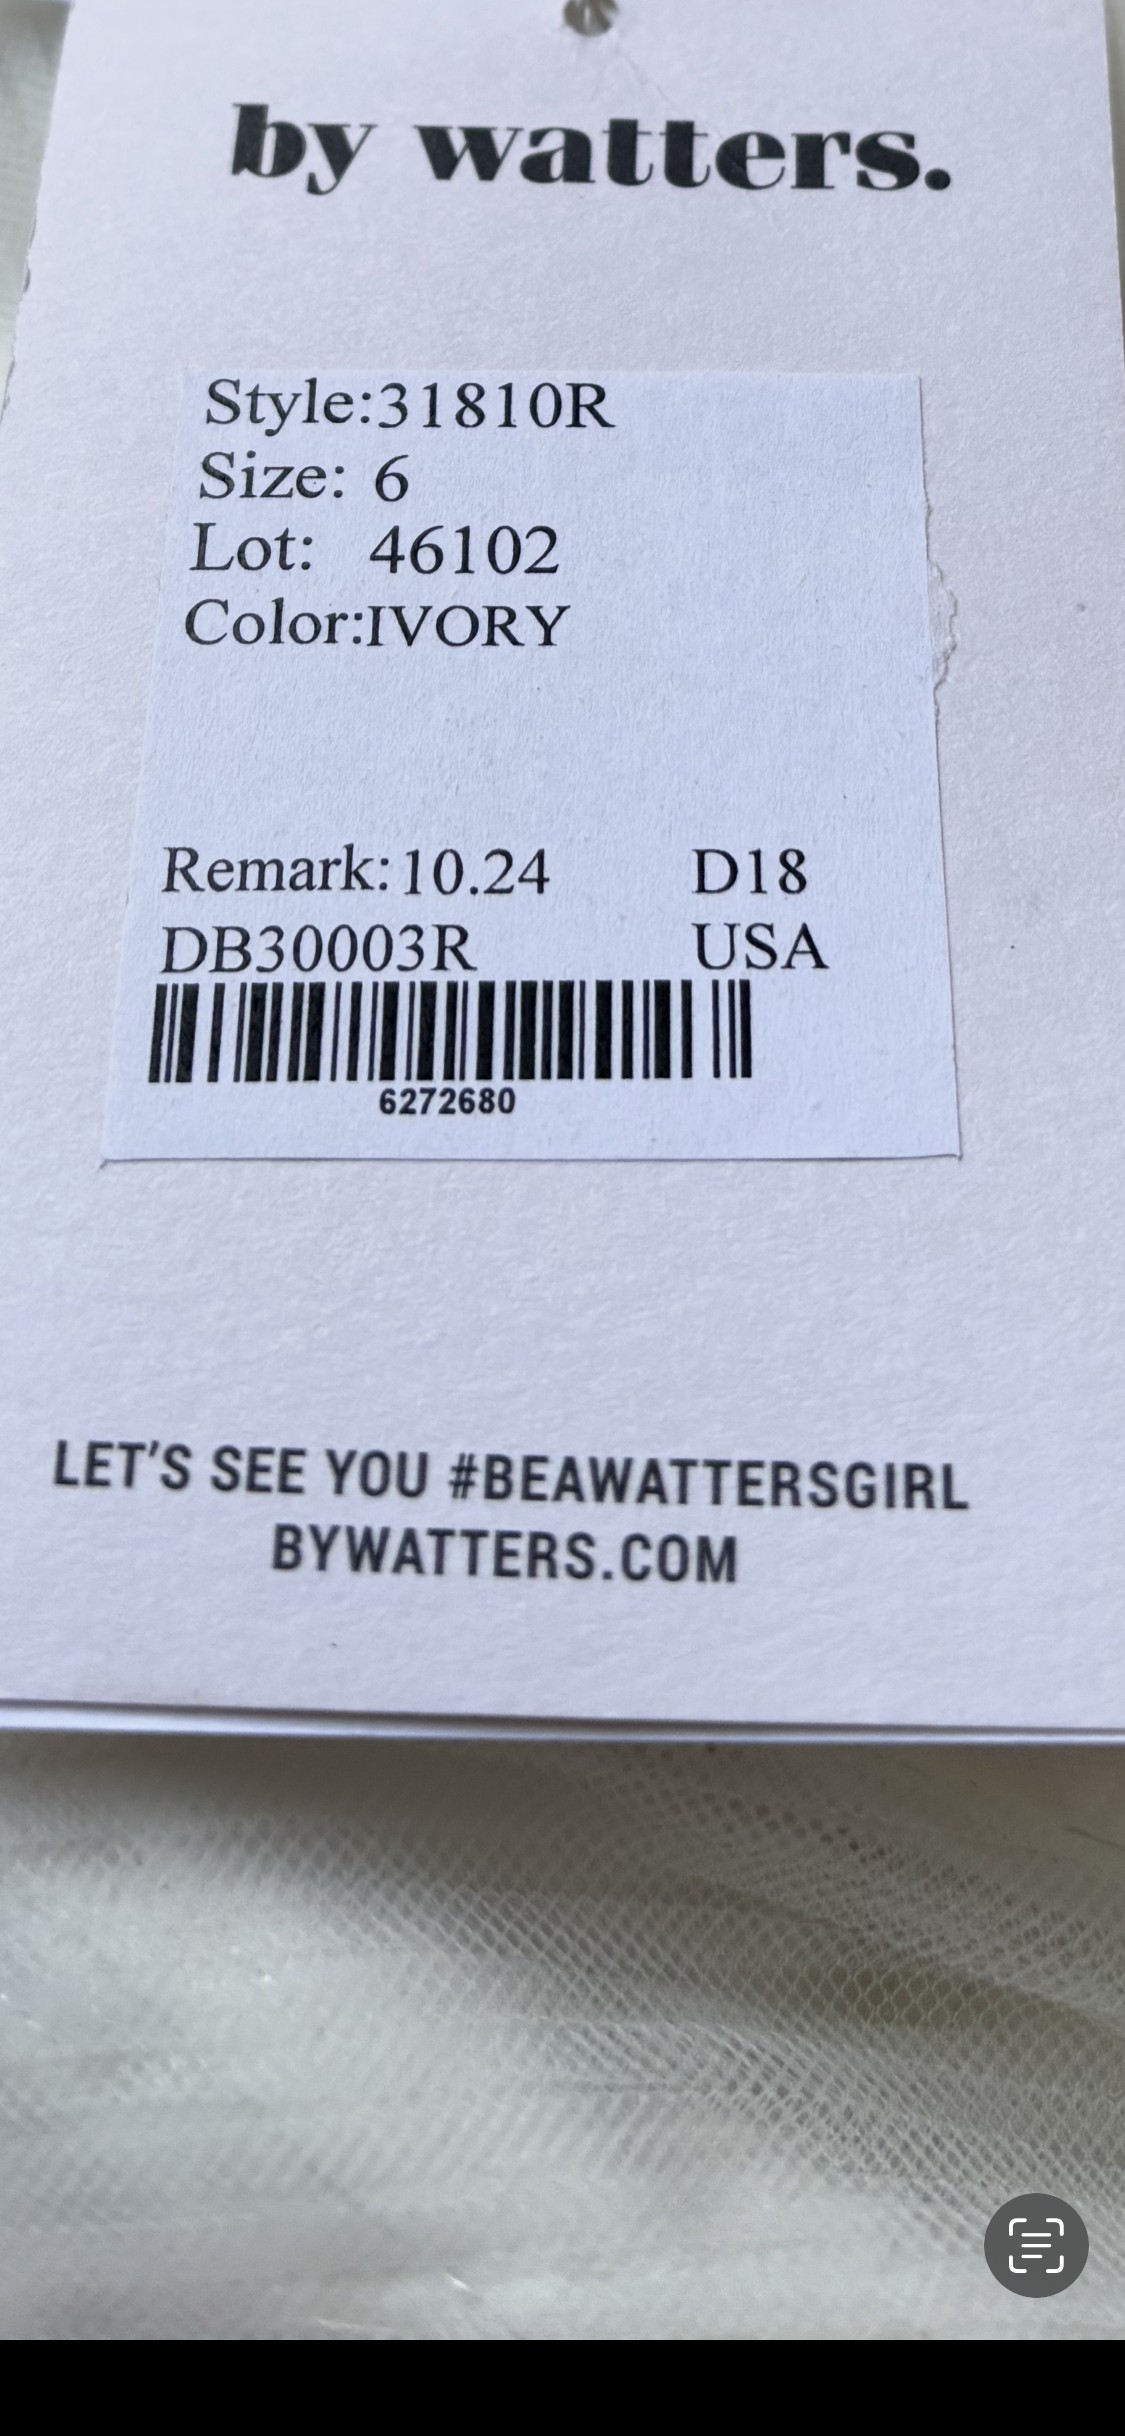 by watters.
Style:31810R
Size: 6
Lot: 46102
Color:IVORY
Remark:10.24 D18
DB30003R USA
6272680
LET'S SEE YOU #BEAWATTERSGIRL
BYWATTERS.COM